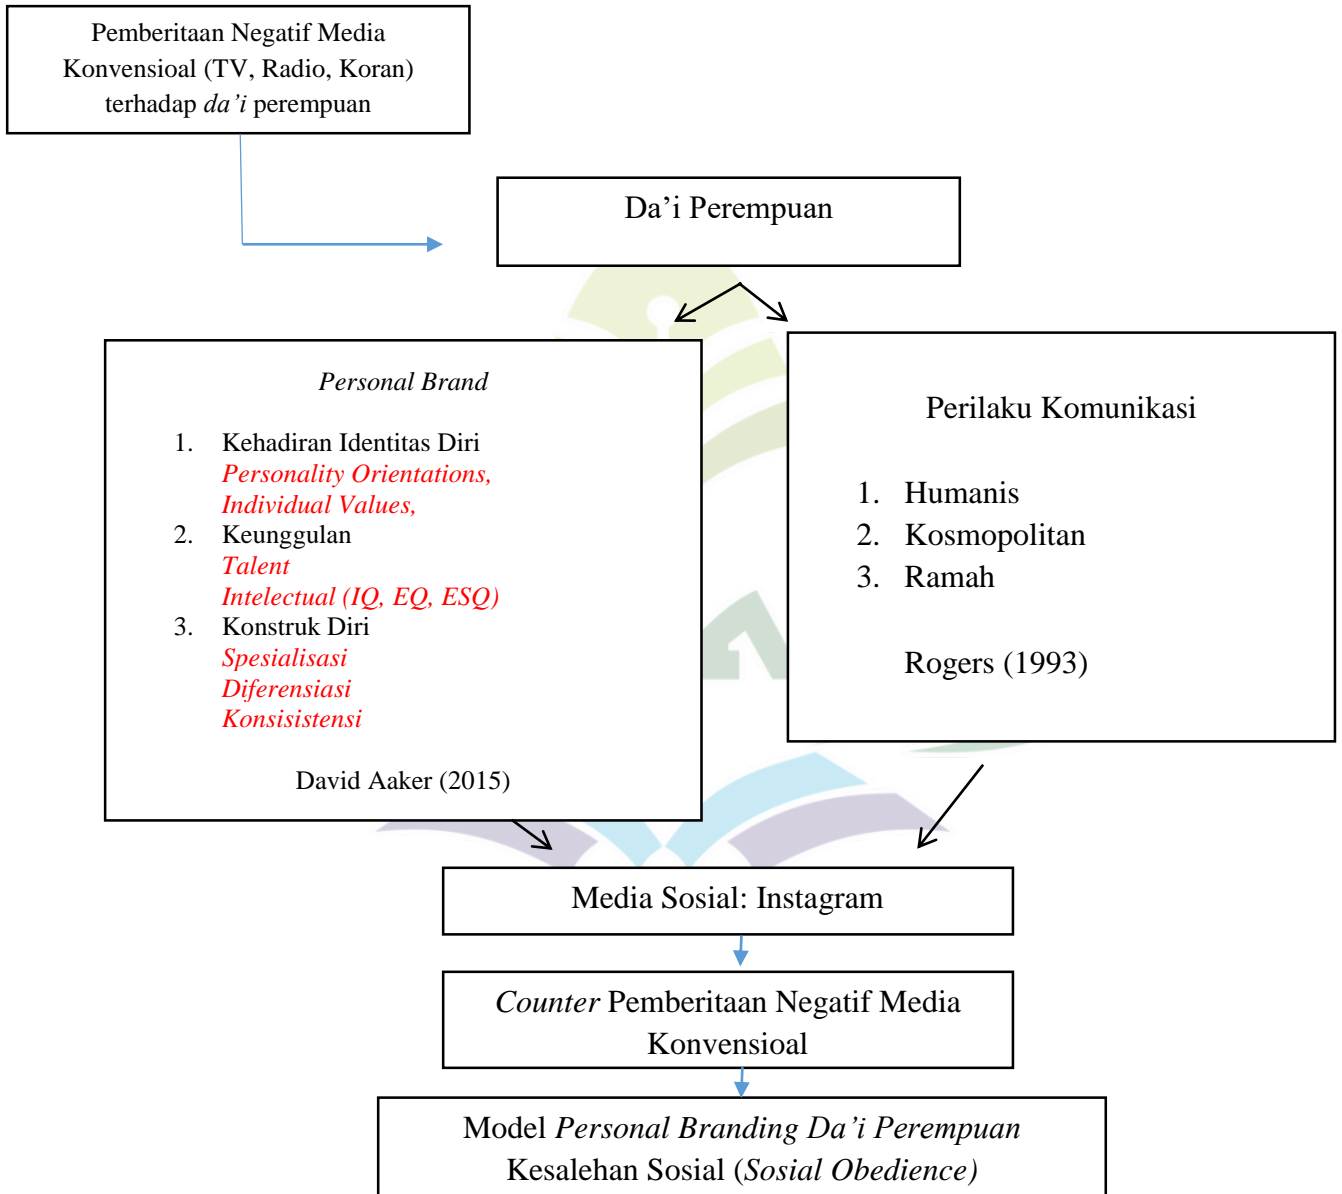 Pemberitaan Negatif Media
Konvensioal (TV, Radio, Koran)
terhadap da’i perempuan
Da’i Perempuan
Personal Brand
1. Kehadiran Identitas Diri
Personality Orientations,
Individual Values,
2. Keunggulan
Talent
Intelectual (IQ, EQ, ESQ)
3. Konstruk Diri
Spesialisasi
Diferensiasi
Konsisistensi
David Aaker (2015)
Perilaku Komunikasi
1. Humanis
2. Kosmopolitan
3. Ramah
Rogers (1993)
Media Sosial: Instagram
Counter Pemberitaan Negatif Media
Konvensioal
Model Personal Branding Da’i Perempuan
Kesalehan Sosial (Sosial Obedience)